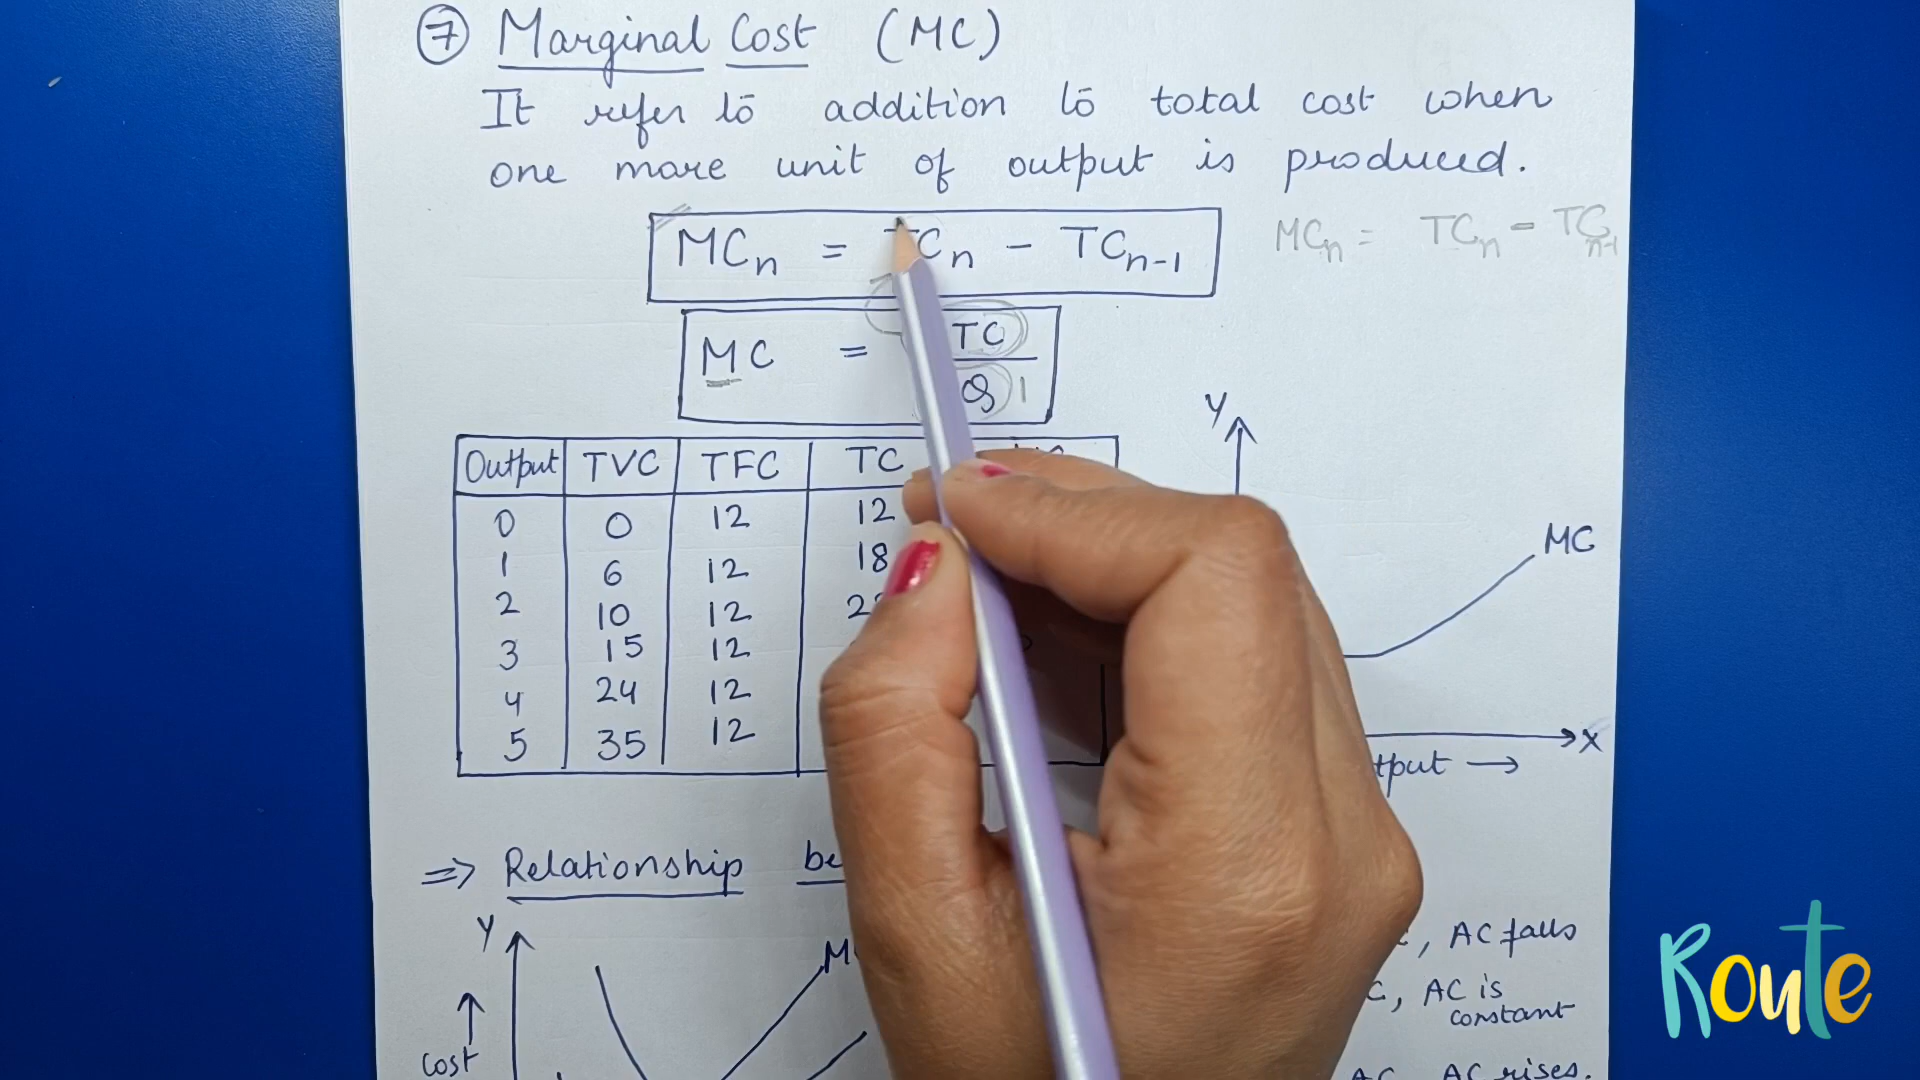 7 Marginal Cost (MC)
It refer to addition to total cost when
one more unit of output is produced.
MCn = TCn - TCn-1
MCn = TCn - TCn-1
MC = TC
Q 1
Output TVC TFC TC
0 0 12 12
1 6 12 18
2 10 12
3 15 12
4 24 12
5 35 12
Y
MC
X
⇒ Relationship
Y
Cost
, AC falls
, AC is
constant
AC rises.
Route